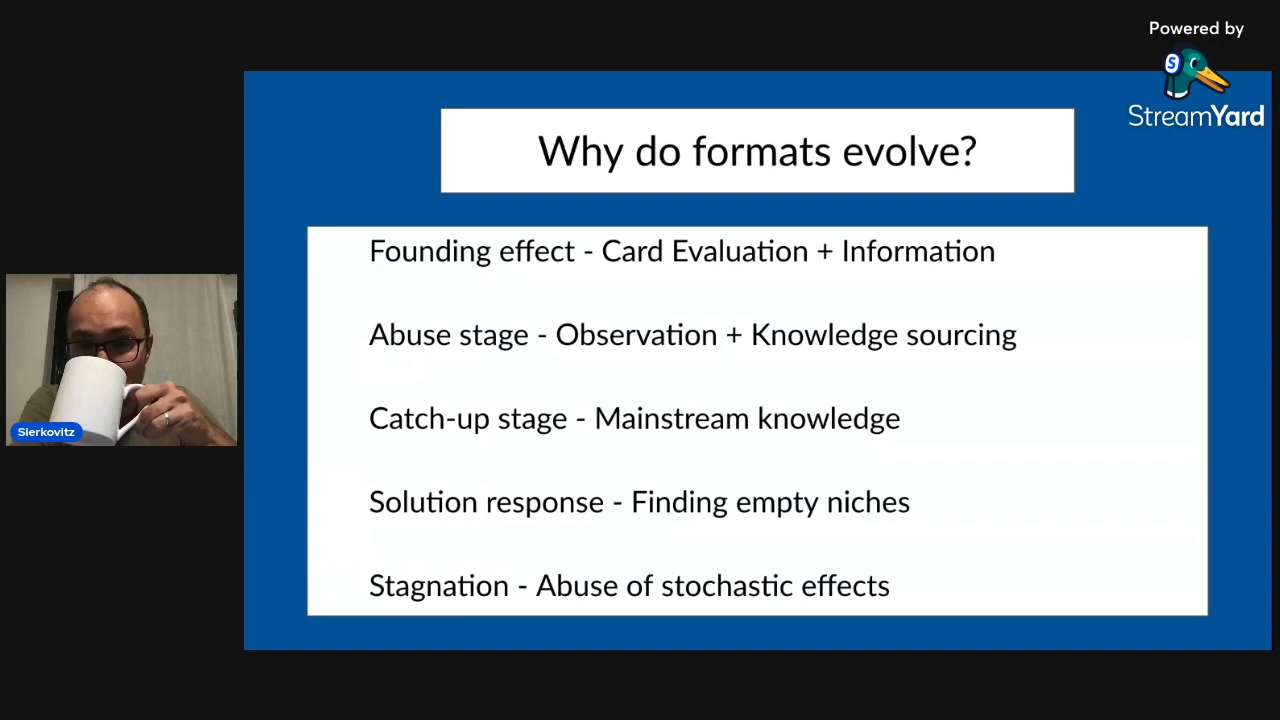 Powered by
StreamYard
Why do formats evolve?
Founding effect - Card Evaluation + Information
Abuse stage - Observation + Knowledge sourcing
Catch-up stage - Mainstream knowledge
Solution response - Finding empty niches
Stagnation - Abuse of stochastic effects
Sierkovitz